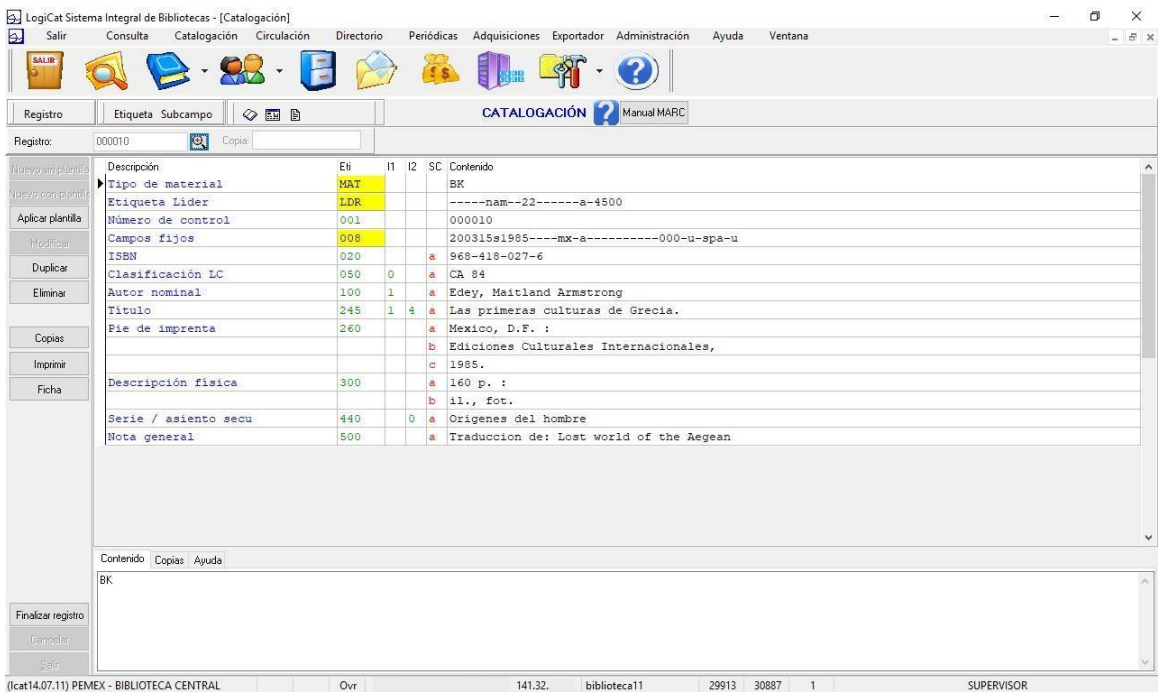 LogiCat Sistema Integral de Bibliotecas - [Catalogación]
Salir Consulta Catalogación Circulación Directorio Periódicas Adquisiciones Exportador Administración Ayuda Ventana
SALIR
Registro Etiqueta Subcampo CATALOGACIÓN Manual MARC
Registro: 000010 Copia:
Nuevo sin plantilla
Nuevo con plantilla
Aplicar plantilla
Modificar
Duplicar
Eliminar
Copias
Imprimir
Ficha
Descripción Eti I1 I2 SC Contenido
Tipo de material MAT BK
Etiqueta Líder LDR -----nam--22------a-4500
Número de control 001 000010
Campos fijos 008 200315s1985----mx-a----------000-u-spa-u
ISBN 020 a 968-418-027-6
Clasificación LC 050 0 a CA 84
Autor nominal 100 1 a Edey, Maitland Armstrong
Título 245 1 4 a Las primeras culturas de Grecia.
Pie de imprenta 260 a Mexico, D.F. :
b Ediciones Culturales Internacionales,
c 1985.
Descripción física 300 a 160 p. :
b il., fot.
Serie / asiento secu 440 0 a Origenes del hombre
Nota general 500 a Traduccion de: Lost world of the Aegean
Contenido Copias Ayuda
BK
Finalizar registro
Cancelar
Salir
(lcat14.07.11) PEMEX - BIBLIOTECA CENTRAL Ovr 141.32. biblioteca11 29913 30887 1 SUPERVISOR